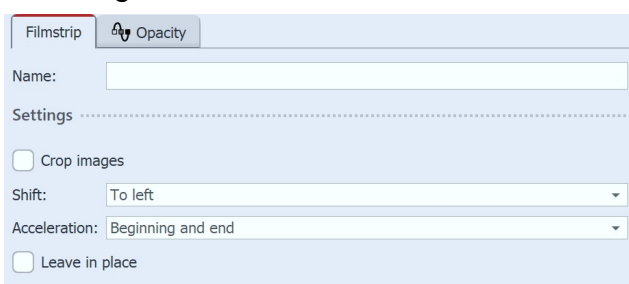 Filmstrip Opacity
Name:
Settings
Crop images
Shift: To left
Acceleration: Beginning and end
Leave in place